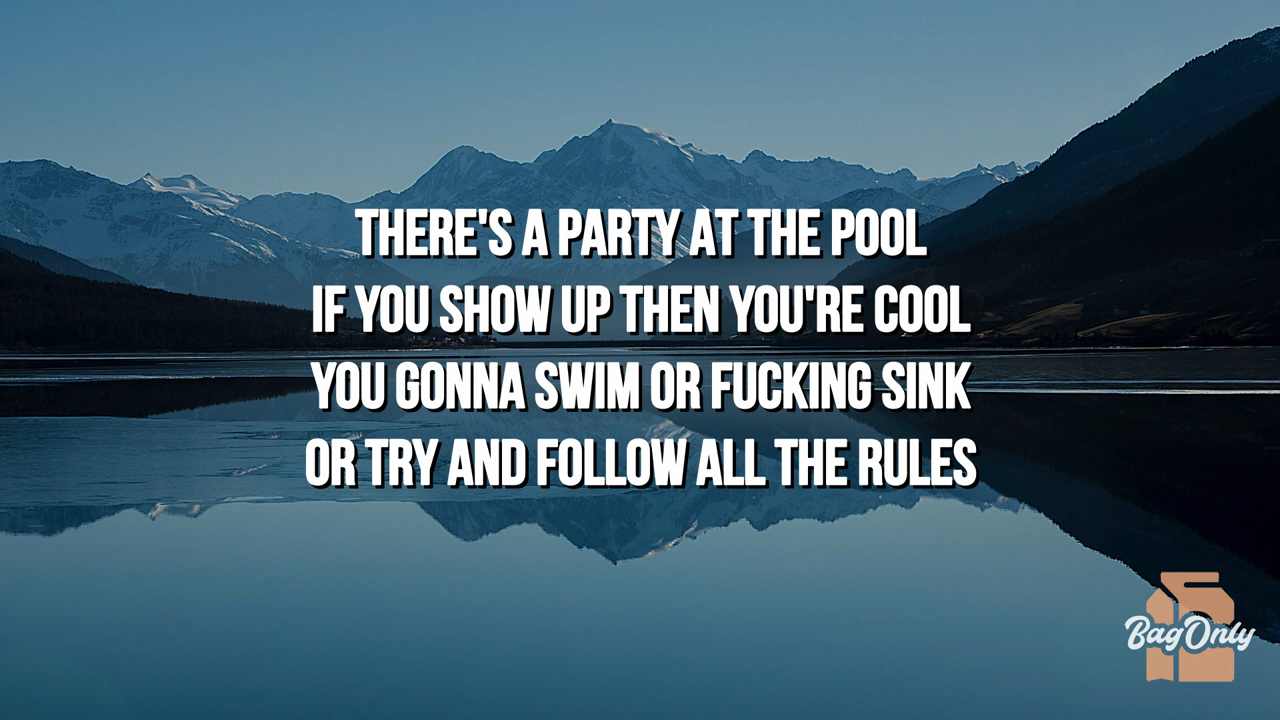 THERE'S A PARTY AT THE POOL
IF YOU SHOW UP THEN YOU'RE COOL
YOU GONNA SWIM OR FUCKING SINK
OR TRY AND FOLLOW ALL THE RULES
BagOnly